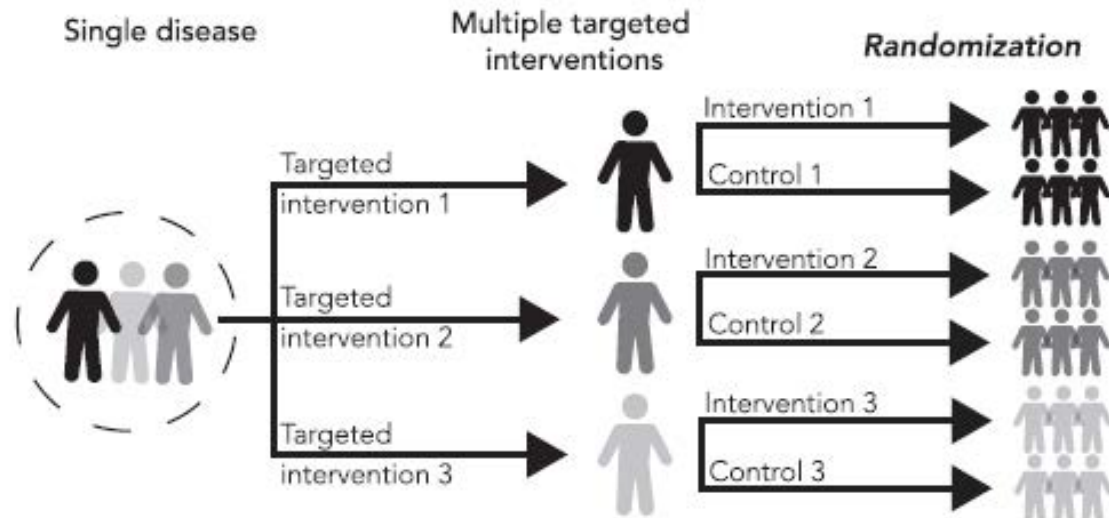 Single disease
Multiple targeted
interventions
Randomization
Targeted
intervention 1
Intervention 1
Control 1
Targeted
intervention 2
Intervention 2
Control 2
Targeted
intervention 3
Intervention 3
Control 3